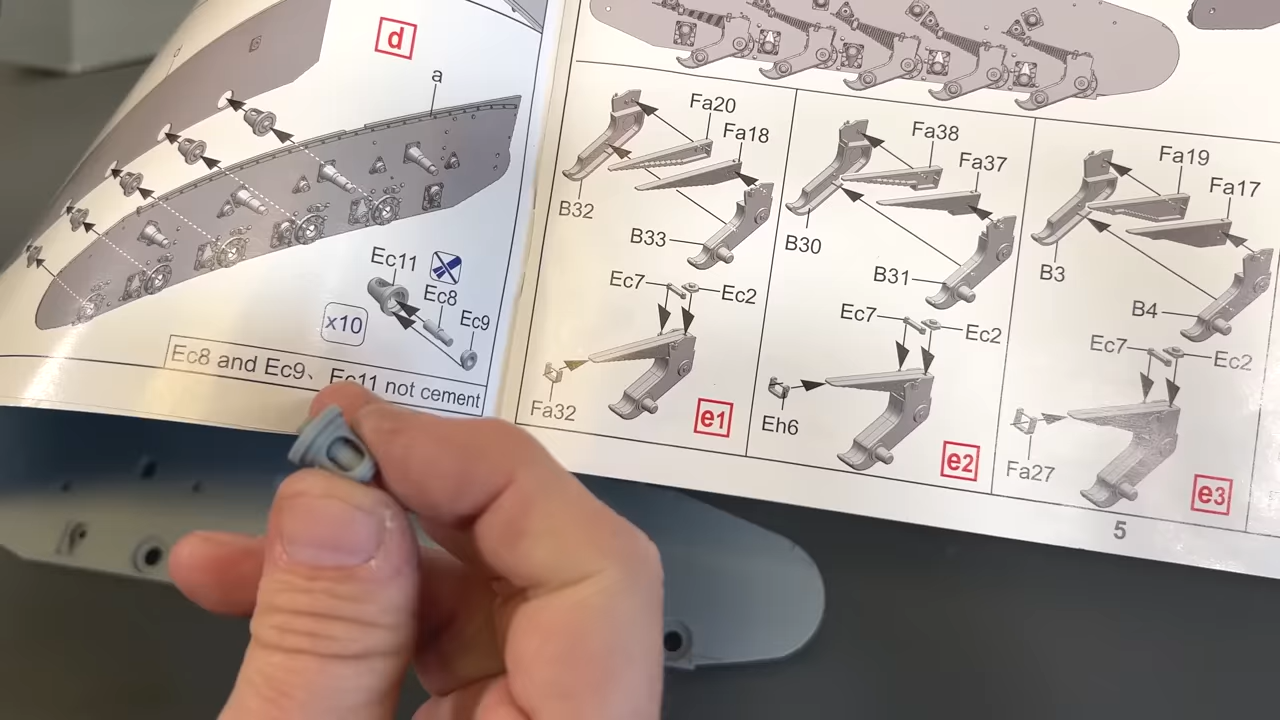 d
a
Ec11
Ec8
Ec9
x10
Ec8 and Ec9、Ec11 not cement
Fa20
Fa18
B32
B33
Ec7
Ec2
Fa32
e1
Fa38
Fa37
B30
B31
Ec7
Ec2
Eh6
e2
Fa19
Fa17
B3
B4
Ec7
Ec2
Fa27
e3
5